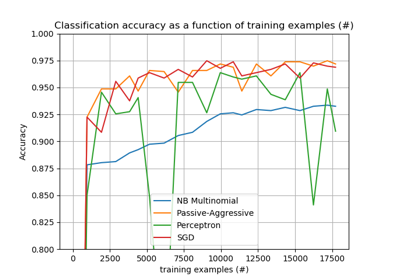 Classification accuracy as a function of training examples (#)
1.000
0.975
0.950
0.925
0.900
0.875
0.850
0.825
0.800
Accuracy
NB Multinomial
Passive-Aggressive
Perceptron
SGD
0 2500 5000 7500 10000 12500 15000 17500
training examples (#)